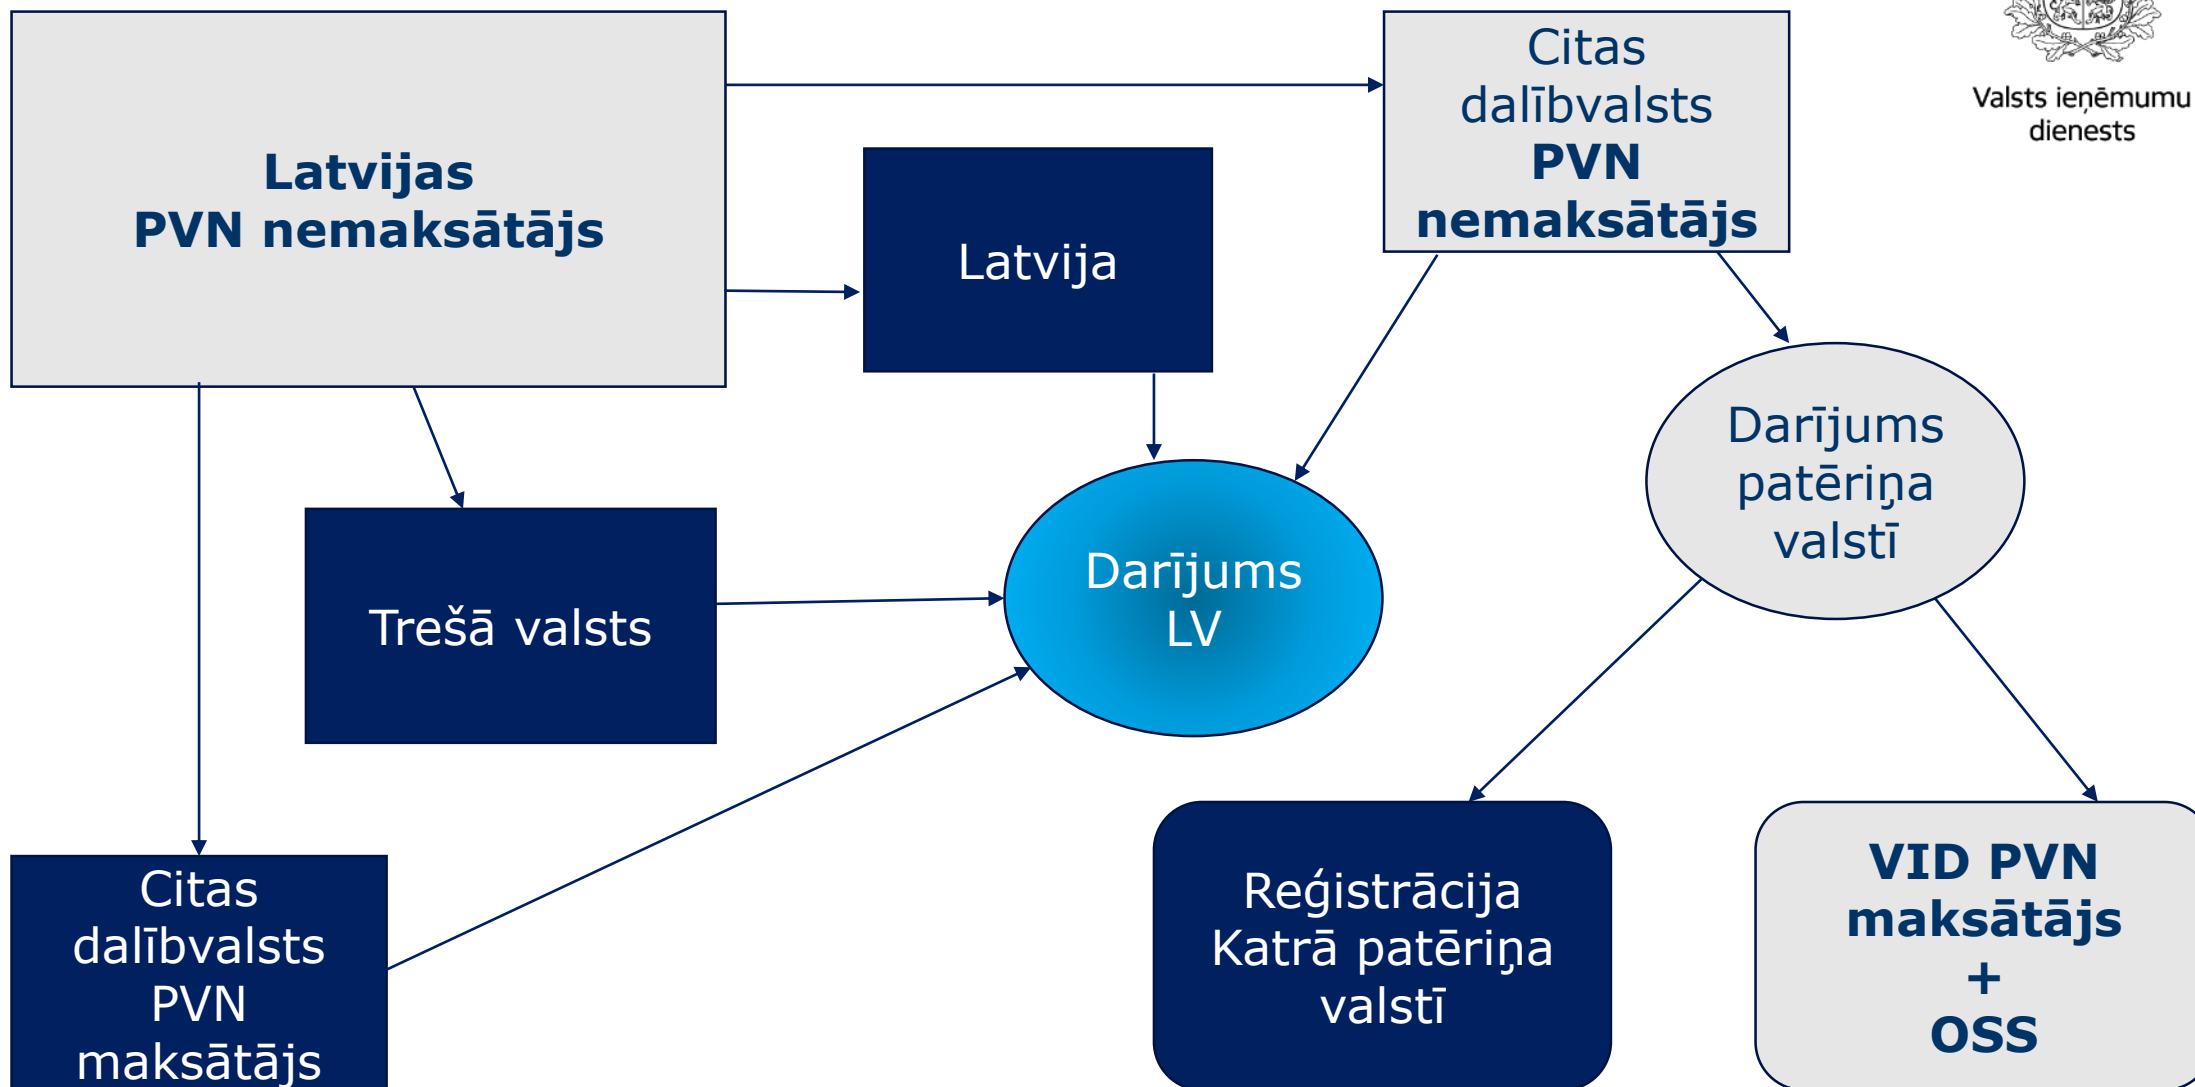 Latvijas
PVN nemaksātājs
Citas
dalībvalsts
PVN
nemaksātājs
Valsts ieņēmumu
dienests
Latvija
Darījums
patēriņa
valstī
Trešā valsts
Darījums
LV
Citas
dalībvalsts
PVN
maksātājs
Reģistrācija
Katrā patēriņa
valstī
VID PVN
maksātājs
+
OSS